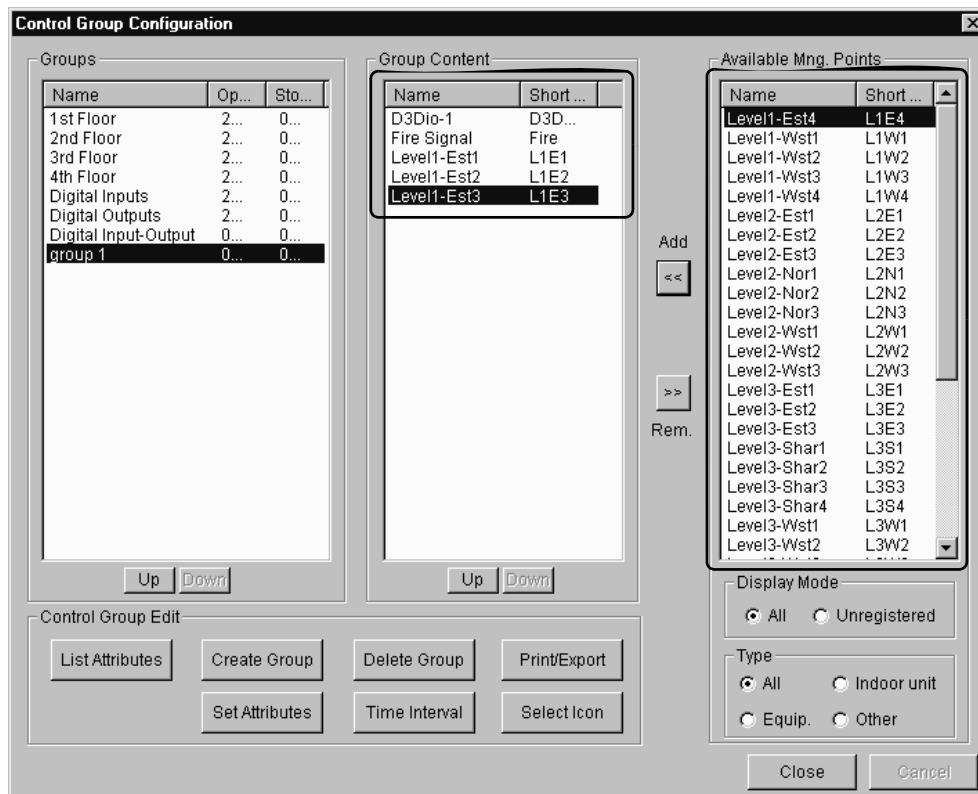 Control Group Configuration
Groups
Name Op... Sto...
1st Floor 2... 0...
2nd Floor 2... 0...
3rd Floor 2... 0...
4th Floor 2... 0...
Digital Inputs 2... 0...
Digital Outputs 2... 0...
Digital Input-Output 0... 0...
group 1 0... 0...
Up Down
Group Content
Name Short ...
D3Dio-1 D3D...
Fire Signal Fire
Level1-Est1 L1E1
Level1-Est2 L1E2
Level1-Est3 L1E3
Up Down
Add
<<
>>
Rem.
Available Mng. Points
Name Short ...
Level1-Est4 L1E4
Level1-Wst1 L1W1
Level1-Wst2 L1W2
Level1-Wst3 L1W3
Level1-Wst4 L1W4
Level2-Est1 L2E1
Level2-Est2 L2E2
Level2-Est3 L2E3
Level2-Nor1 L2N1
Level2-Nor2 L2N2
Level2-Nor3 L2N3
Level2-Wst1 L2W1
Level2-Wst2 L2W2
Level2-Wst3 L2W3
Level3-Est1 L3E1
Level3-Est2 L3E2
Level3-Est3 L3E3
Level3-Shar1 L3S1
Level3-Shar2 L3S2
Level3-Shar3 L3S3
Level3-Shar4 L3S4
Level3-Wst1 L3W1
Level3-Wst2 L3W2
Display Mode
All Unregistered
Type
All Indoor unit
Equip. Other
Control Group Edit
List Attributes Create Group Delete Group Print/Export
Set Attributes Time Interval Select Icon
Close Cancel